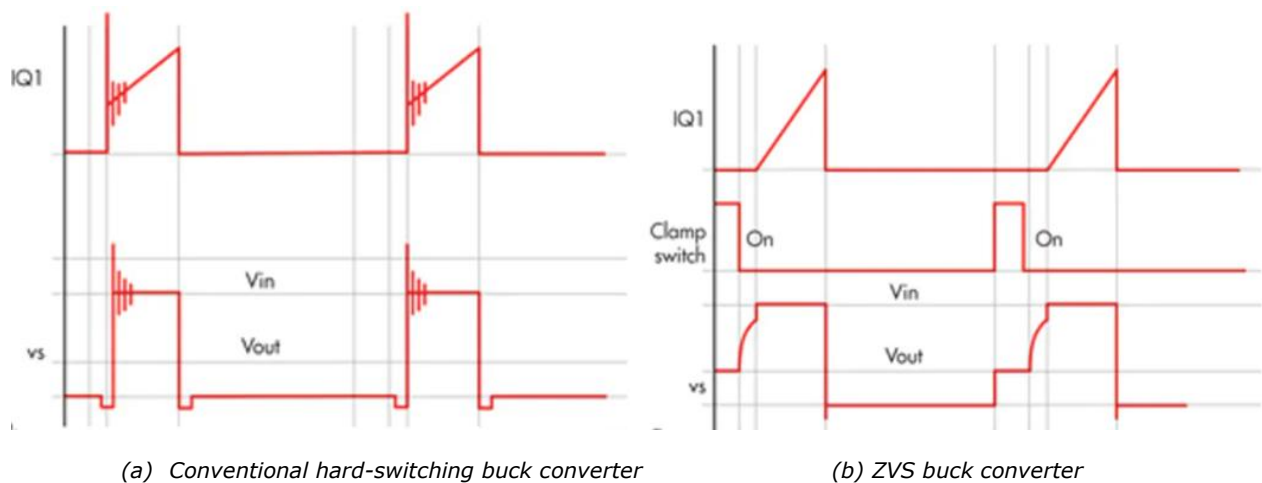 IQ1
Vin
Vout
vs
IQ1
Clamp
switch
On
On
Vin
Vout
vs
(a) Conventional hard-switching buck converter
(b) ZVS buck converter